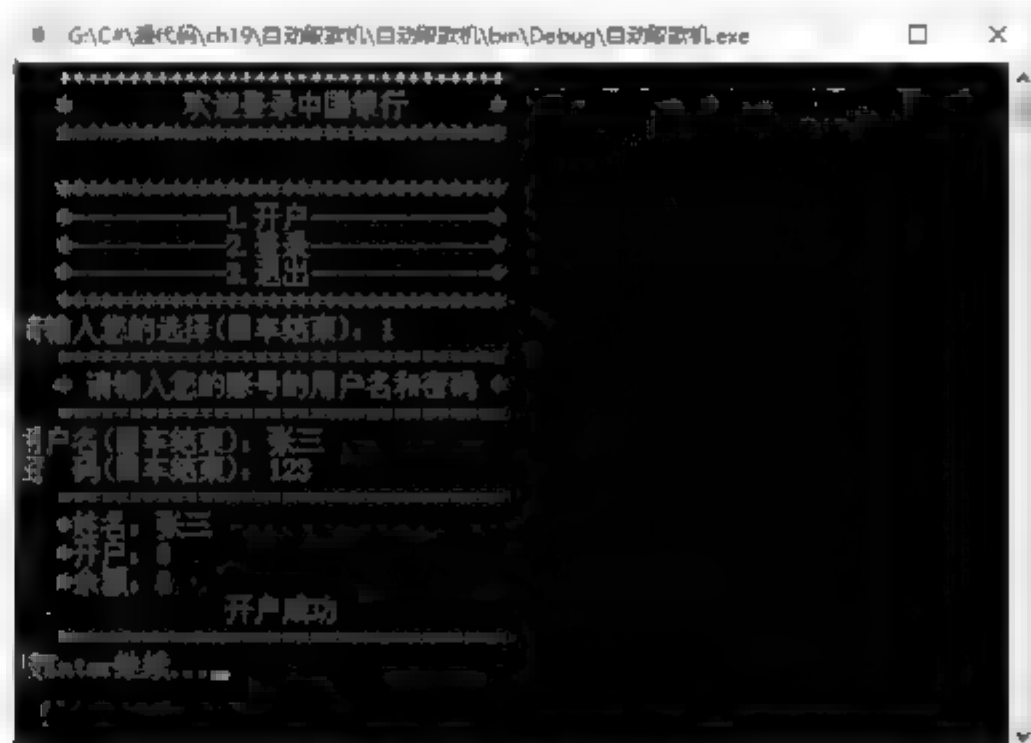 G:\C#\源代码\ch19\自动取款机\自动取款机\bin\Debug\自动取款机.exe
欢迎登录中国银行
1. 开户
2. 登录
3. 退出
请输入您的选择(回车结束): 1
* 请输入您的账号的用户名和密码 *
用户名(回车结束): 张三
码(回车结束): 123
*姓名: 张三
*开户:
*余额:
开户成功
Enter继续...